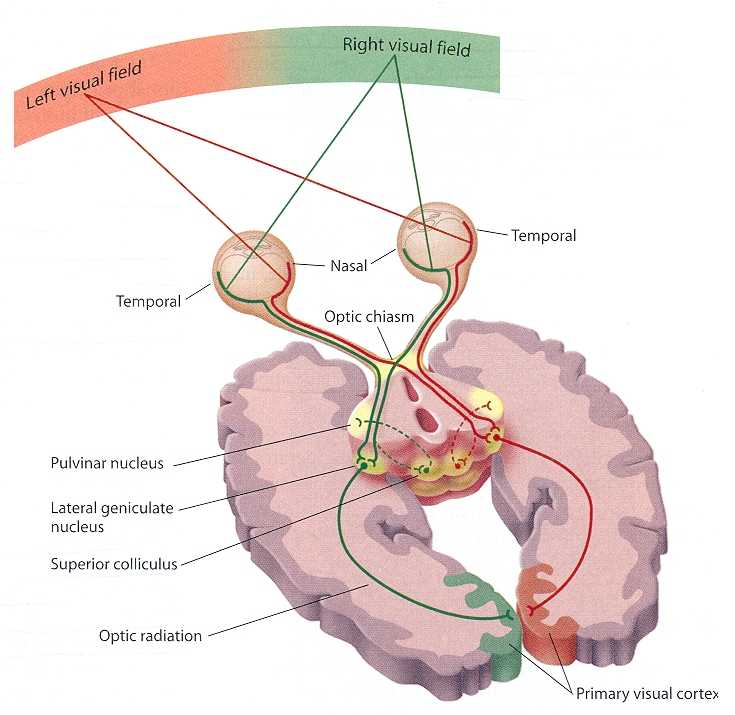 Right visual field
Left visual field
Temporal
Nasal
Temporal
Optic chiasm
Pulvinar nucleus
Lateral geniculate
nucleus
Superior colliculus
Optic radiation
Primary visual cortex